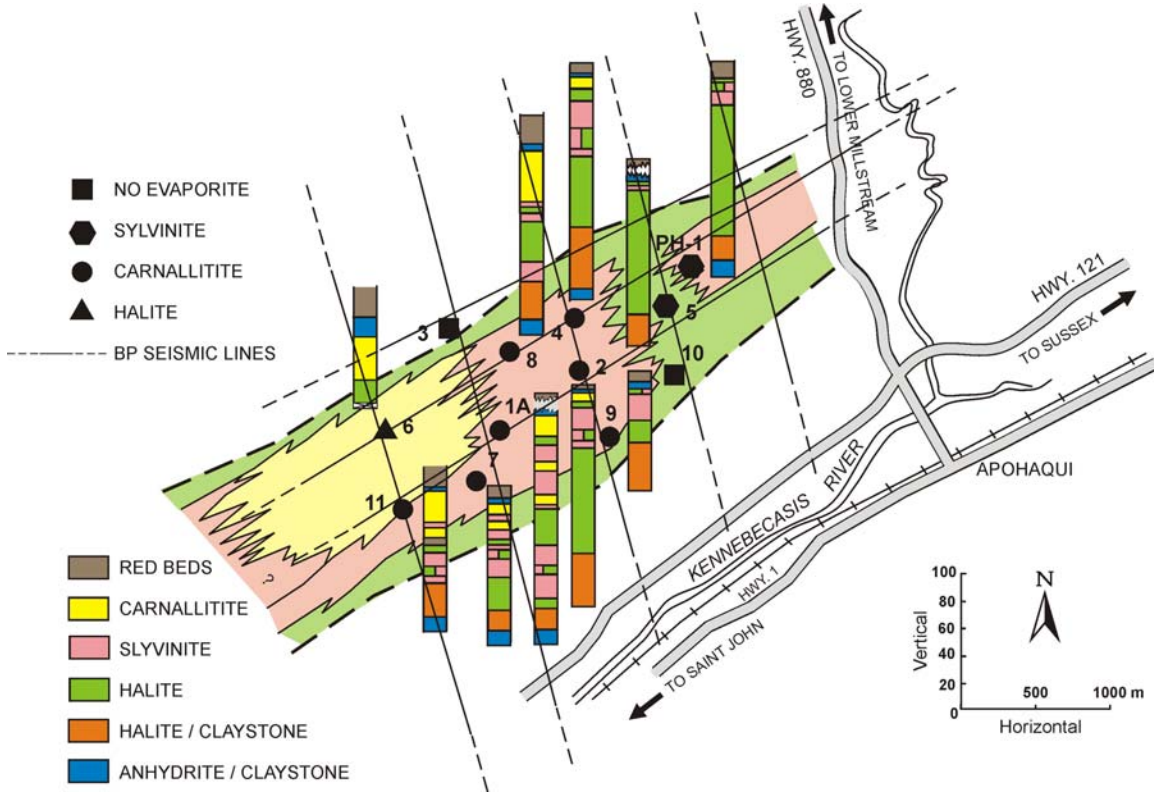 NO EVAPORITE
SYLVINITE
CARNALLITITE
HALITE
BP SEISMIC LINES
RED BEDS
CARNALLITITE
SLYVINITE
HALITE
HALITE / CLAYSTONE
ANHYDRITE / CLAYSTONE
3
8
4
2
1A
9
7
6
11
?
PH-1
5
10
HWY. 880
TO LOWER MILLSTREAM
HWY. 121
TO SUSSEX
APOHAQUI
KENNEBECASIS RIVER
HWY. 1
TO SAINT JOHN
N
Vertical
100
80
60
40
20
0
500
1000 m
Horizontal